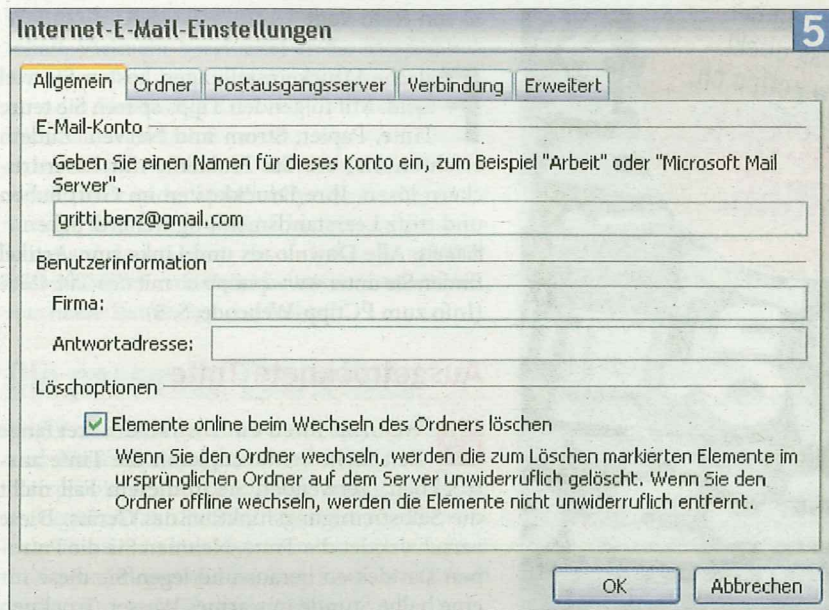 Internet-E-Mail-Einstellungen
5
Allgemein Ordner Postausgangsserver Verbindung Erweitert
E-Mail-Konto
Geben Sie einen Namen für dieses Konto ein, zum Beispiel "Arbeit" oder "Microsoft Mail
Server".
gritti.benz@gmail.com
Benutzerinformation
Firma:
Antwortadresse:
Löschoptionen
Elemente online beim Wechseln des Ordners löschen
Wenn Sie den Ordner wechseln, werden die zum Löschen markierten Elemente im
ursprünglichen Ordner auf dem Server unwiderruflich gelöscht. Wenn Sie den
Ordner offline wechseln, werden die Elemente nicht unwiderruflich entfernt.
OK Abbrechen